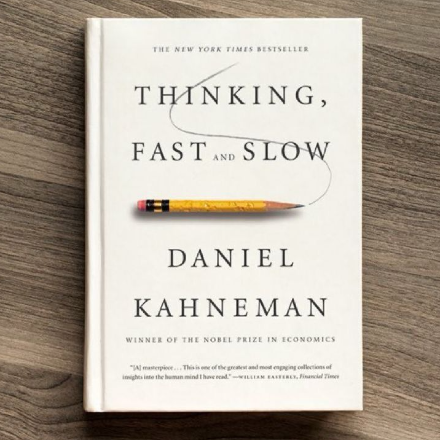 THE NEW YORK TIMES BESTSELLER
THINKING,
FAST AND SLOW
DANIEL
KAHNEMAN
WINNER OF THE NOBEL PRIZE IN ECONOMICS
"[A] masterpiece . . . This is one of the greatest and most engaging collections of
insights into the human mind I have read." —WILLIAM EASTERLY, Financial Times